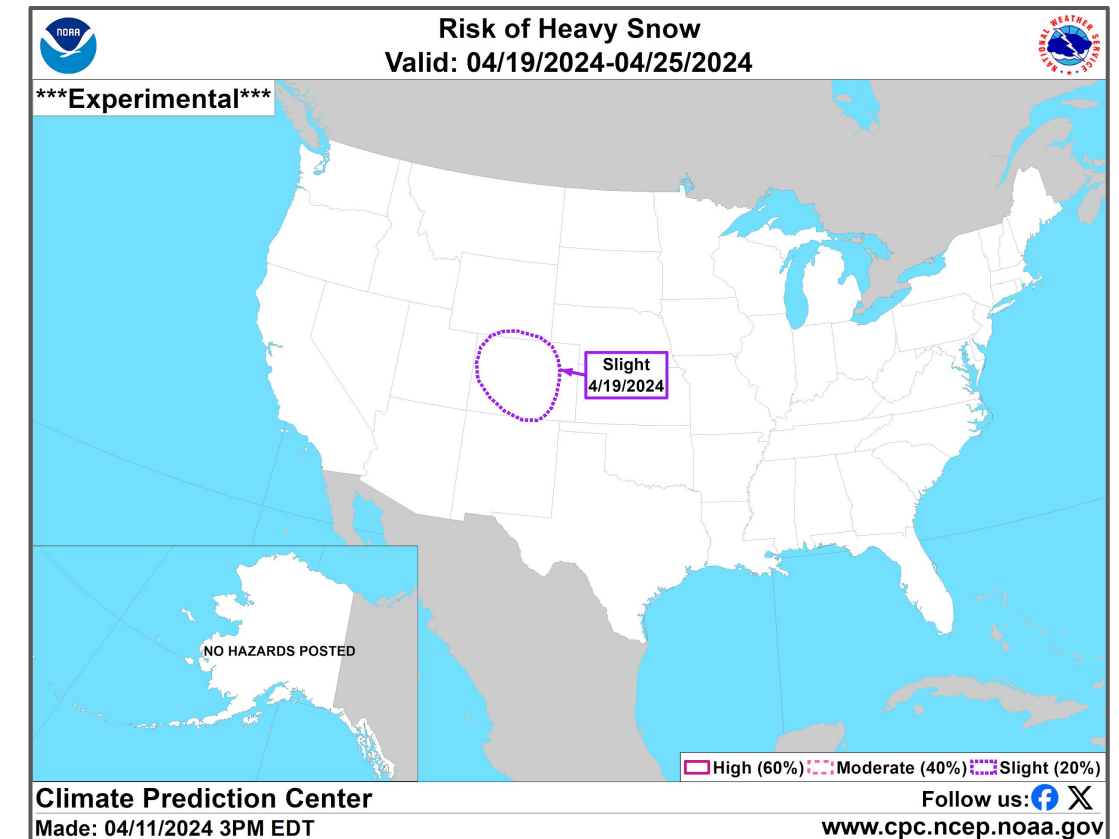 NOAA
Risk of Heavy Snow
Valid: 04/19/2024-04/25/2024
NATIONAL WEATHER SERVICE
***Experimental***
Slight
4/19/2024
NO HAZARDS POSTED
High (60%) Moderate (40%) Slight (20%)
Climate Prediction Center
Follow us:
Made: 04/11/2024 3PM EDT
www.cpc.ncep.noaa.gov